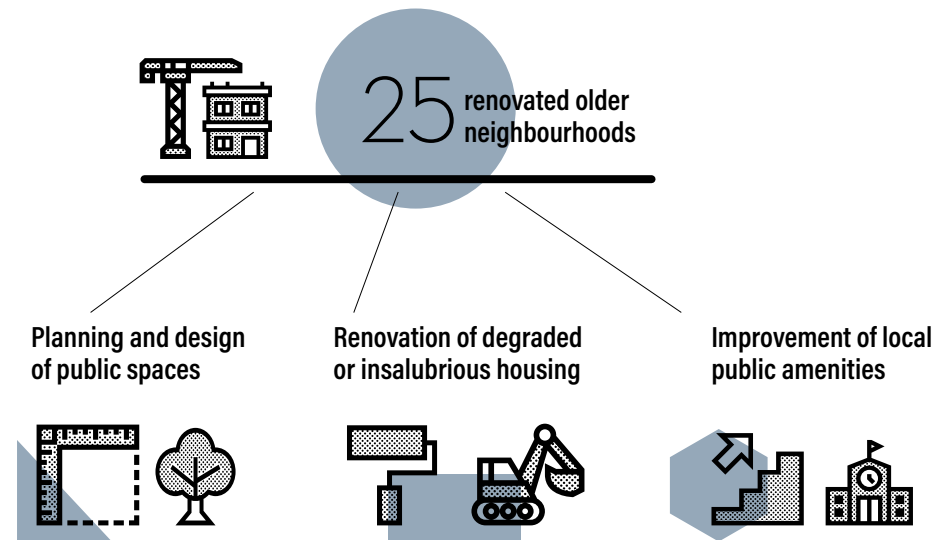 25 renovated older
neighbourhoods
Planning and design
of public spaces
Renovation of degraded
or insalubrious housing
Improvement of local
public amenities